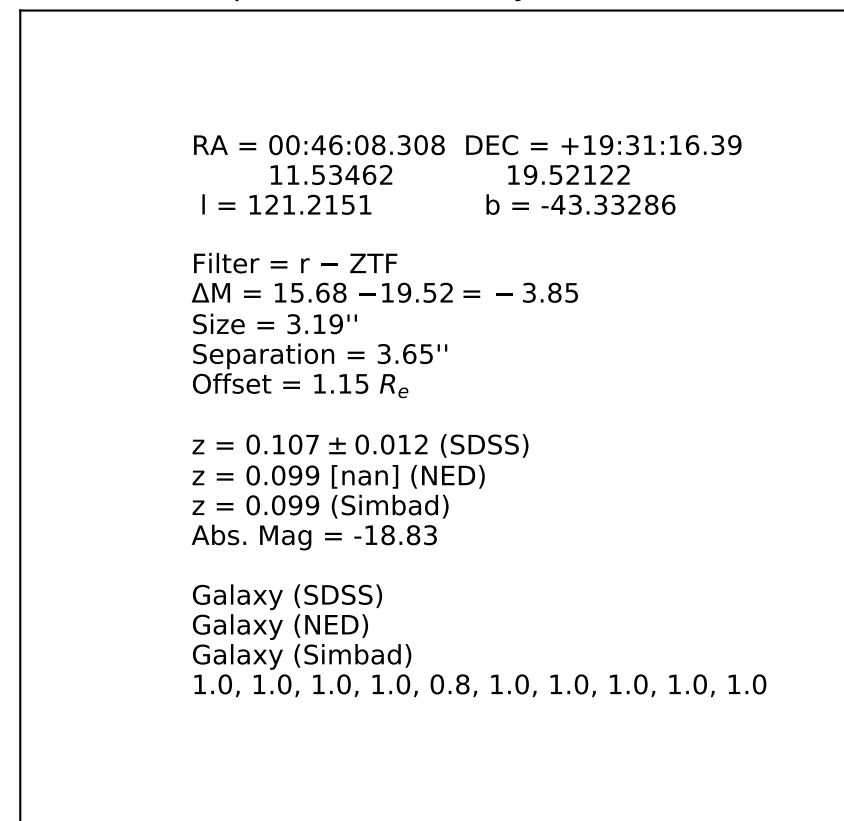 RA = 00:46:08.308 DEC = +19:31:16.39
11.53462 19.52122
l = 121.2151 b = -43.33286
Filter = r − ZTF
ΔM = 15.68 −19.52 = − 3.85
Size = 3.19''
Separation = 3.65''
Offset = 1.15 Re
z = 0.107 ± 0.012 (SDSS)
z = 0.099 [nan] (NED)
z = 0.099 (Simbad)
Abs. Mag = -18.83
Galaxy (SDSS)
Galaxy (NED)
Galaxy (Simbad)
1.0, 1.0, 1.0, 1.0, 0.8, 1.0, 1.0, 1.0, 1.0, 1.0